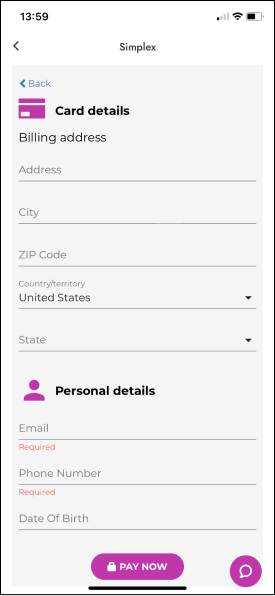 13:59
Simplex
Back
Card details
Billing address
Address
City
ZIP Code
Country/territory
United States
State
Personal details
Email
Required
Phone Number
Required
Date Of Birth
PAY NOW